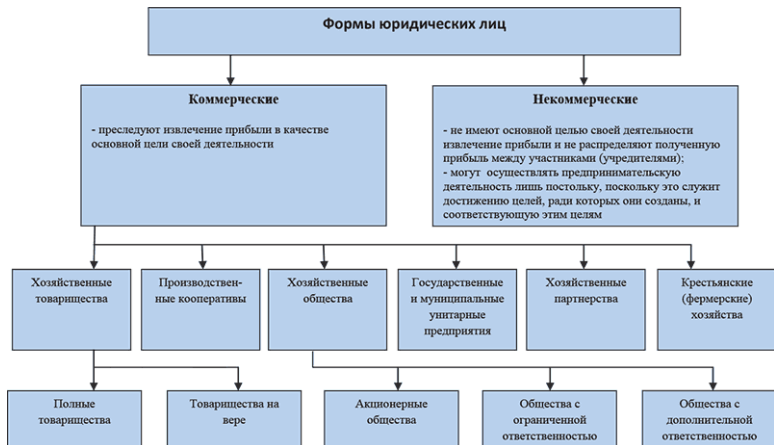 Формы юридических лиц
Коммерческие
- преследуют извлечение прибыли в качестве
основной цели своей деятельности
Некоммерческие
- не имеют основной целью своей деятельности
извлечение прибыли и не распределяют полученную
прибыль между участниками (учредителями);
- могут осуществлять предпринимательскую
деятельность лишь постольку, поскольку это служит
достижению целей, ради которых они созданы, и
соответствующую этим целям
Хозяйственные
товарищества
Производствен-
ные кооперативы
Хозяйственные
общества
Государственные
и муниципальные
унитарные
предприятия
Хозяйственные
партнерства
Крестьянские
(фермерские)
хозяйства
Полные
товарищества
Товарищества на
вере
Акционерные
общества
Общества с
ограниченной
ответственностью
Общества с
дополнительной
ответственностью